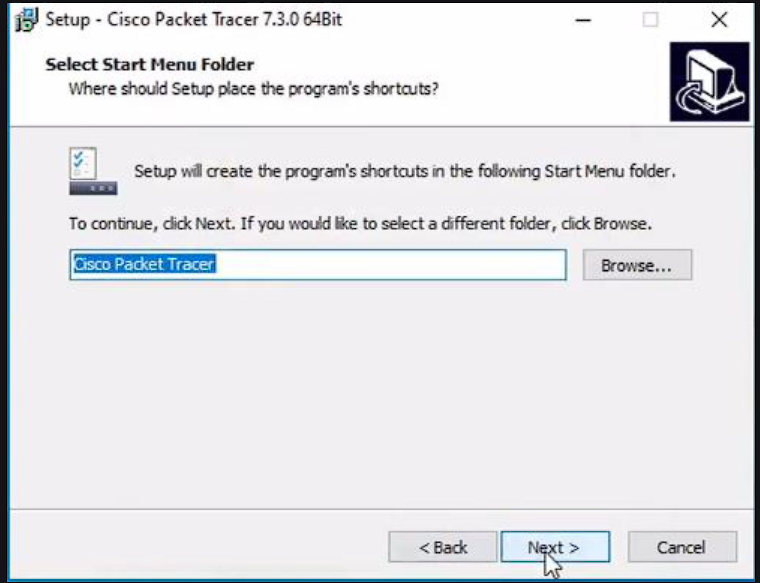 Setup - Cisco Packet Tracer 7.3.0 64Bit
Select Start Menu Folder
Where should Setup place the program's shortcuts?
Setup will create the program's shortcuts in the following Start Menu folder.
To continue, click Next. If you would like to select a different folder, click Browse.
Cisco Packet Tracer
Browse...
< Back
Next >
Cancel